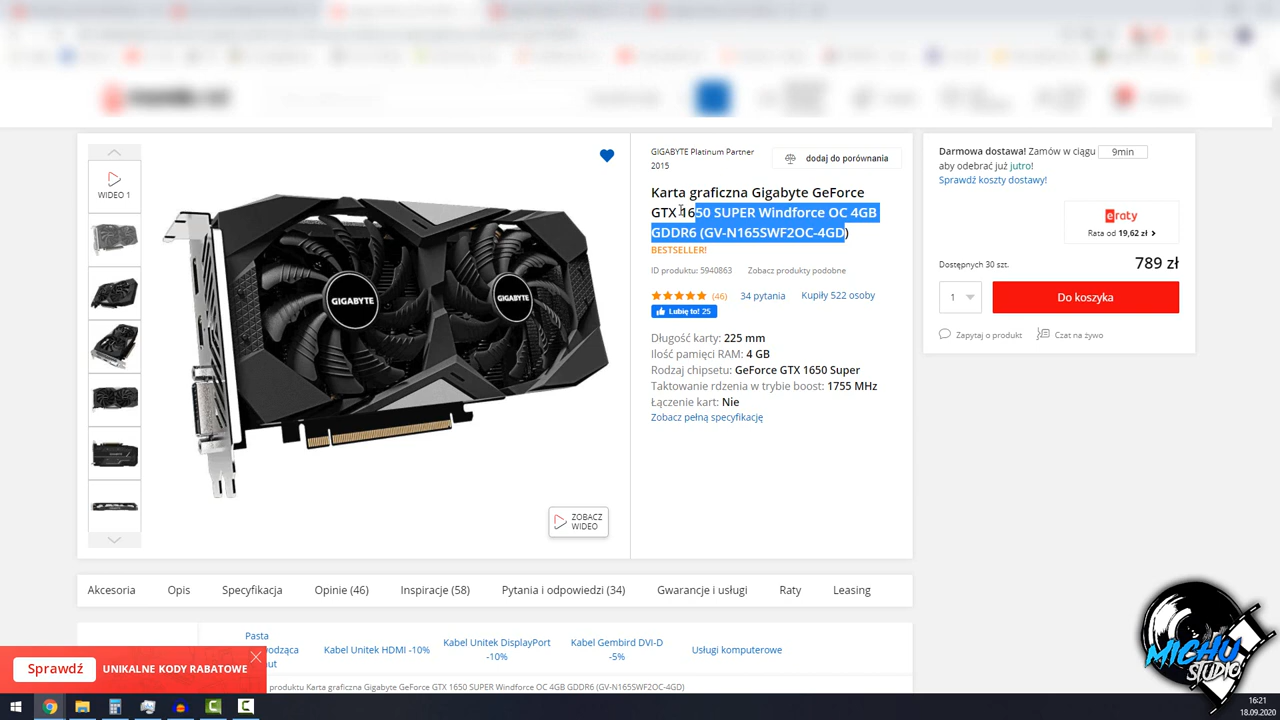 WIDEO 1
GIGABYTE
GIGABYTE
ZOBACZ
WIDEO
GIGABYTE Platinum Partner
2015
dodaj do porównania
Karta graficzna Gigabyte GeForce
GTX 1650 SUPER Windforce OC 4GB
GDDR6 (GV-N165SWF2OC-4GD)
BESTSELLER!
ID produktu: 5940863 Zobacz produkty podobne
(46) 34 pytania Kupiły 522 osoby
Lubię to! 25
Długość karty: 225 mm
Ilość pamięci RAM: 4 GB
Rodzaj chipsetu: GeForce GTX 1650 Super
Taktowanie rdzenia w trybie boost: 1755 MHz
Łączenie kart: Nie
Zobacz pełną specyfikację
Darmowa dostawa! Zamów w ciągu 9min
aby odebrać już jutro!
Sprawdź koszty dostawy!
eraty
Rata od 19,62 zł
Dostępnych 30 szt. 789 zł
1 Do koszyka
Zapytaj o produkt Czat na żywo
Akcesoria Opis Specyfikacja Opinie (46) Inspiracje (58) Pytania i odpowiedzi (34) Gwarancje i usługi Raty Leasing
Pasta
Kabel Unitek HDMI -10%
Kabel Unitek DisplayPort
-10%
Kabel Gembird DVI-D
-5%
Usługi komputerowe
Sprawdź UNIKALNE KODY RABATOWE
produktu Karta graficzna Gigabyte GeForce GTX 1650 SUPER Windforce OC 4GB GDDR6 (GV-N165SWF2OC-4GD)
MICHU
STUDIO
16:21
18.09.2020